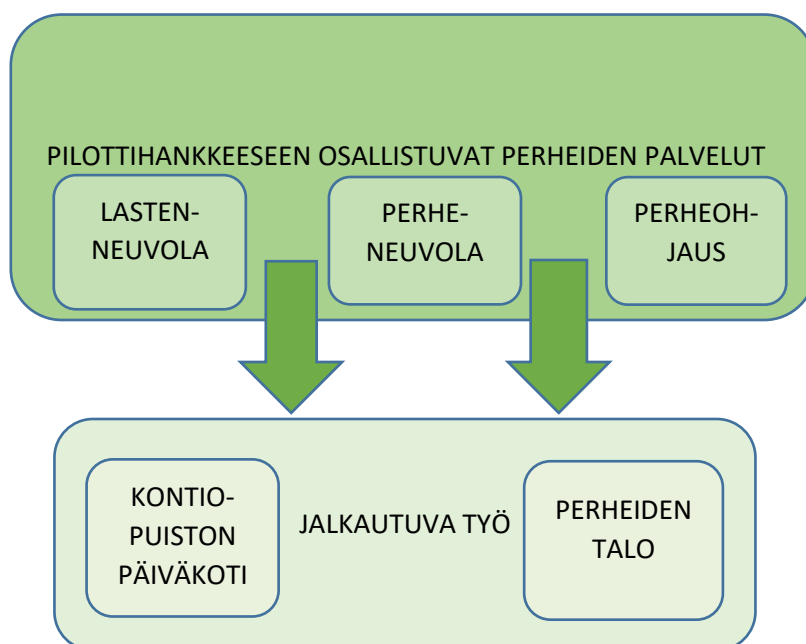 PILOTTIHANKKEESEEN OSALLISTUVAT PERHEIDEN PALVELUT
LASTEN-
NEUVOLA
PERHE-
NEUVOLA
PERHEOH-
JAUS
KONTIO-
PUISTON
PÄIVÄKOTI
JALKAUTUVA TYÖ
PERHEIDEN
TALO